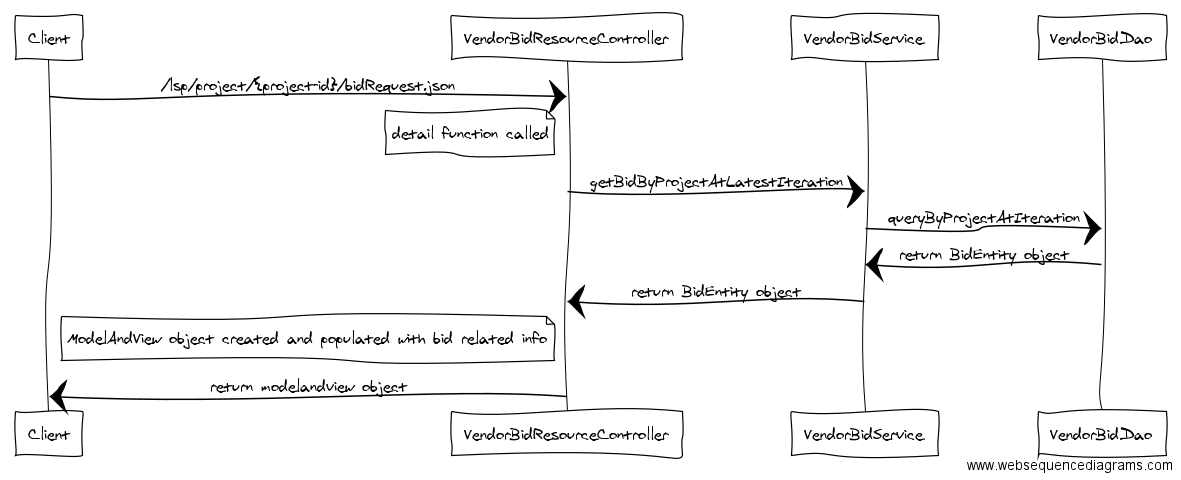 Client
VendorBidResourceController
VendorBidService
VendorBidDao
/lsp/project/{project-id}/bidRequest.json
detail function called
getBidByProjectAtLatestIteration
queryByProjectAtIteration
return BidEntity object
return BidEntity object
ModelAndView object created and populated with bid related info
return modelandview object
Client
VendorBidResourceController
VendorBidService
VendorBidDao
www.websequencediagrams.com